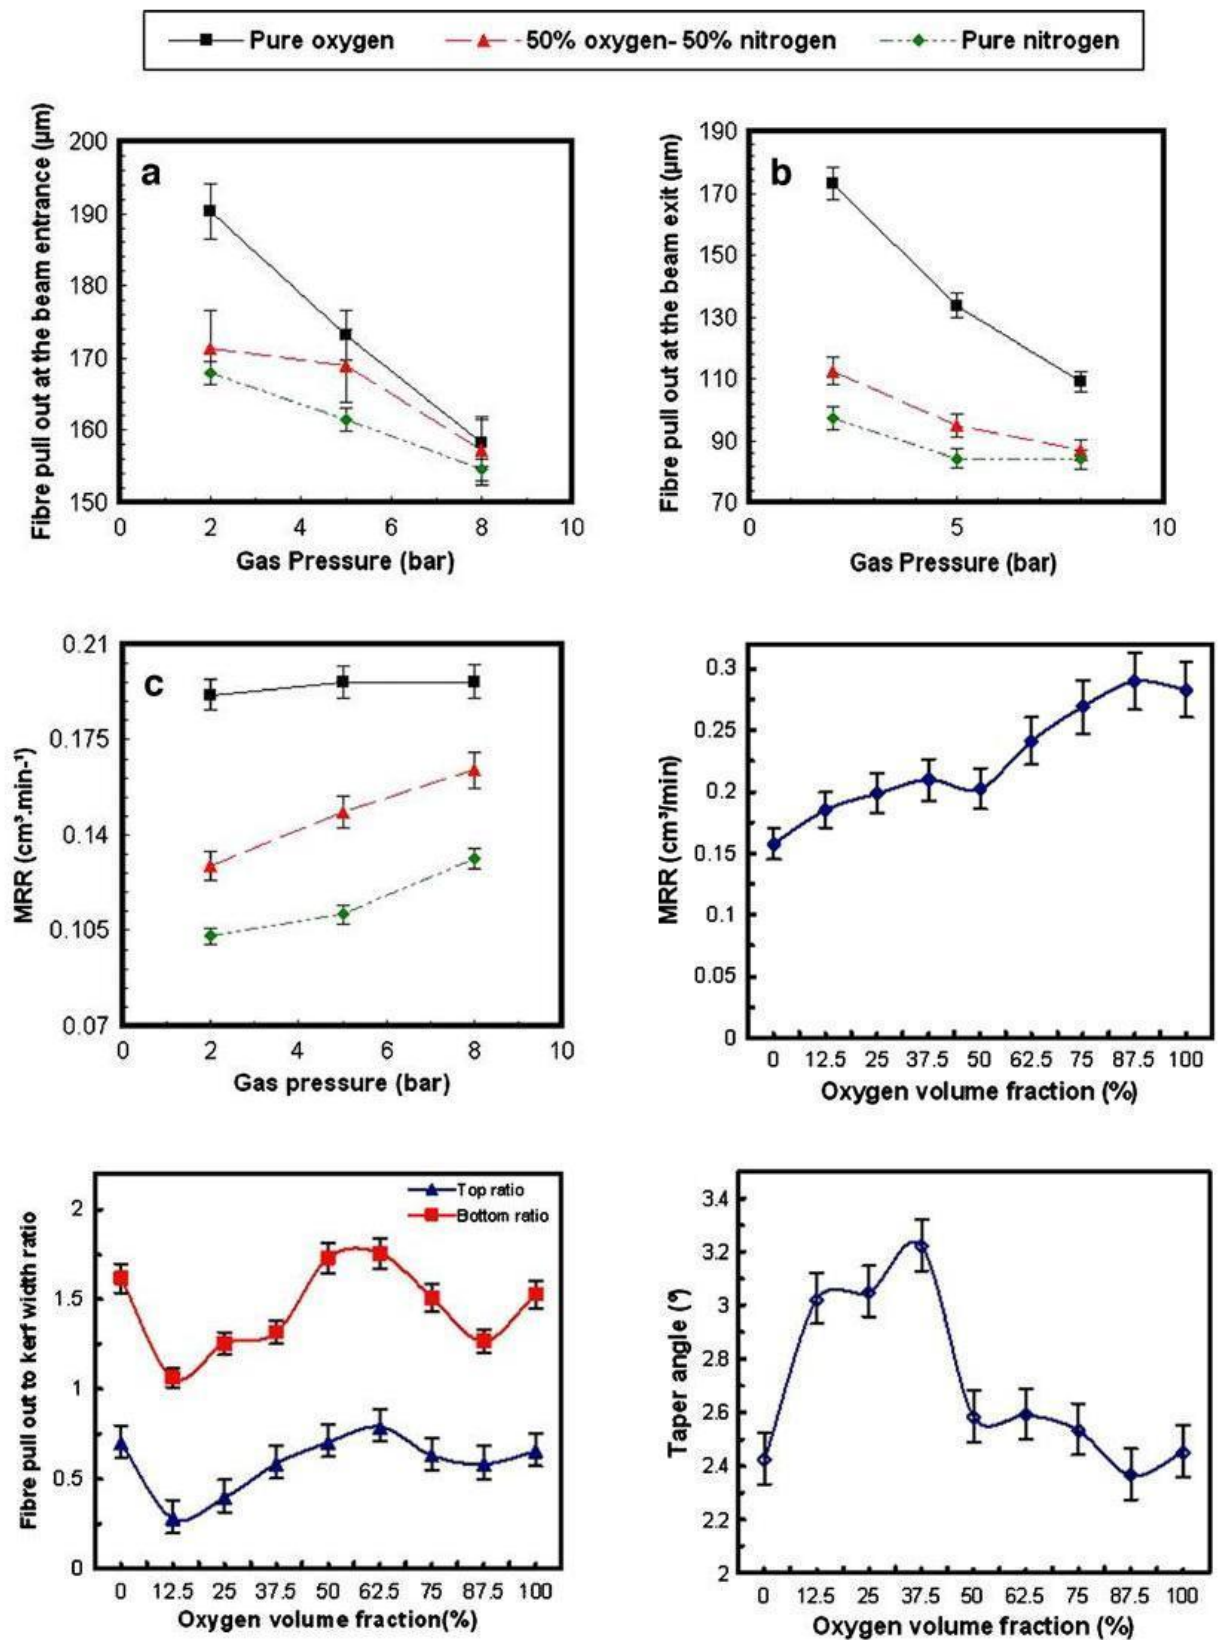 Pure oxygen 50% oxygen- 50% nitrogen Pure nitrogen
a
Fibre pull out at the beam entrance (µm)
200
190
180
170
160
150
0 2 4 6 8 10
Gas Pressure (bar)
b
Fibre pull out at the beam exit (µm)
190
170
150
130
110
90
70
0 5 10
Gas Pressure (bar)
c
MRR (cm³.min-¹)
0.21
0.175
0.14
0.105
0.07
0 2 4 6 8 10
Gas pressure (bar)
MRR (cm³/min)
0.3
0.25
0.2
0.15
0.1
0.05
0
0 12.5 25 37.5 50 62.5 75 87.5 100
Oxygen volume fraction (%)
Fibre pull out to kerf width ratio
Top ratio
Bottom ratio
2
1.5
1
0.5
0
0 12.5 25 37.5 50 62.5 75 87.5 100
Oxygen volume fraction(%)
Taper angle (º)
3.4
3.2
3
2.8
2.6
2.4
2.2
2
0 12.5 25 37.5 50 62.5 75 87.5 100
Oxygen volume fraction (%)